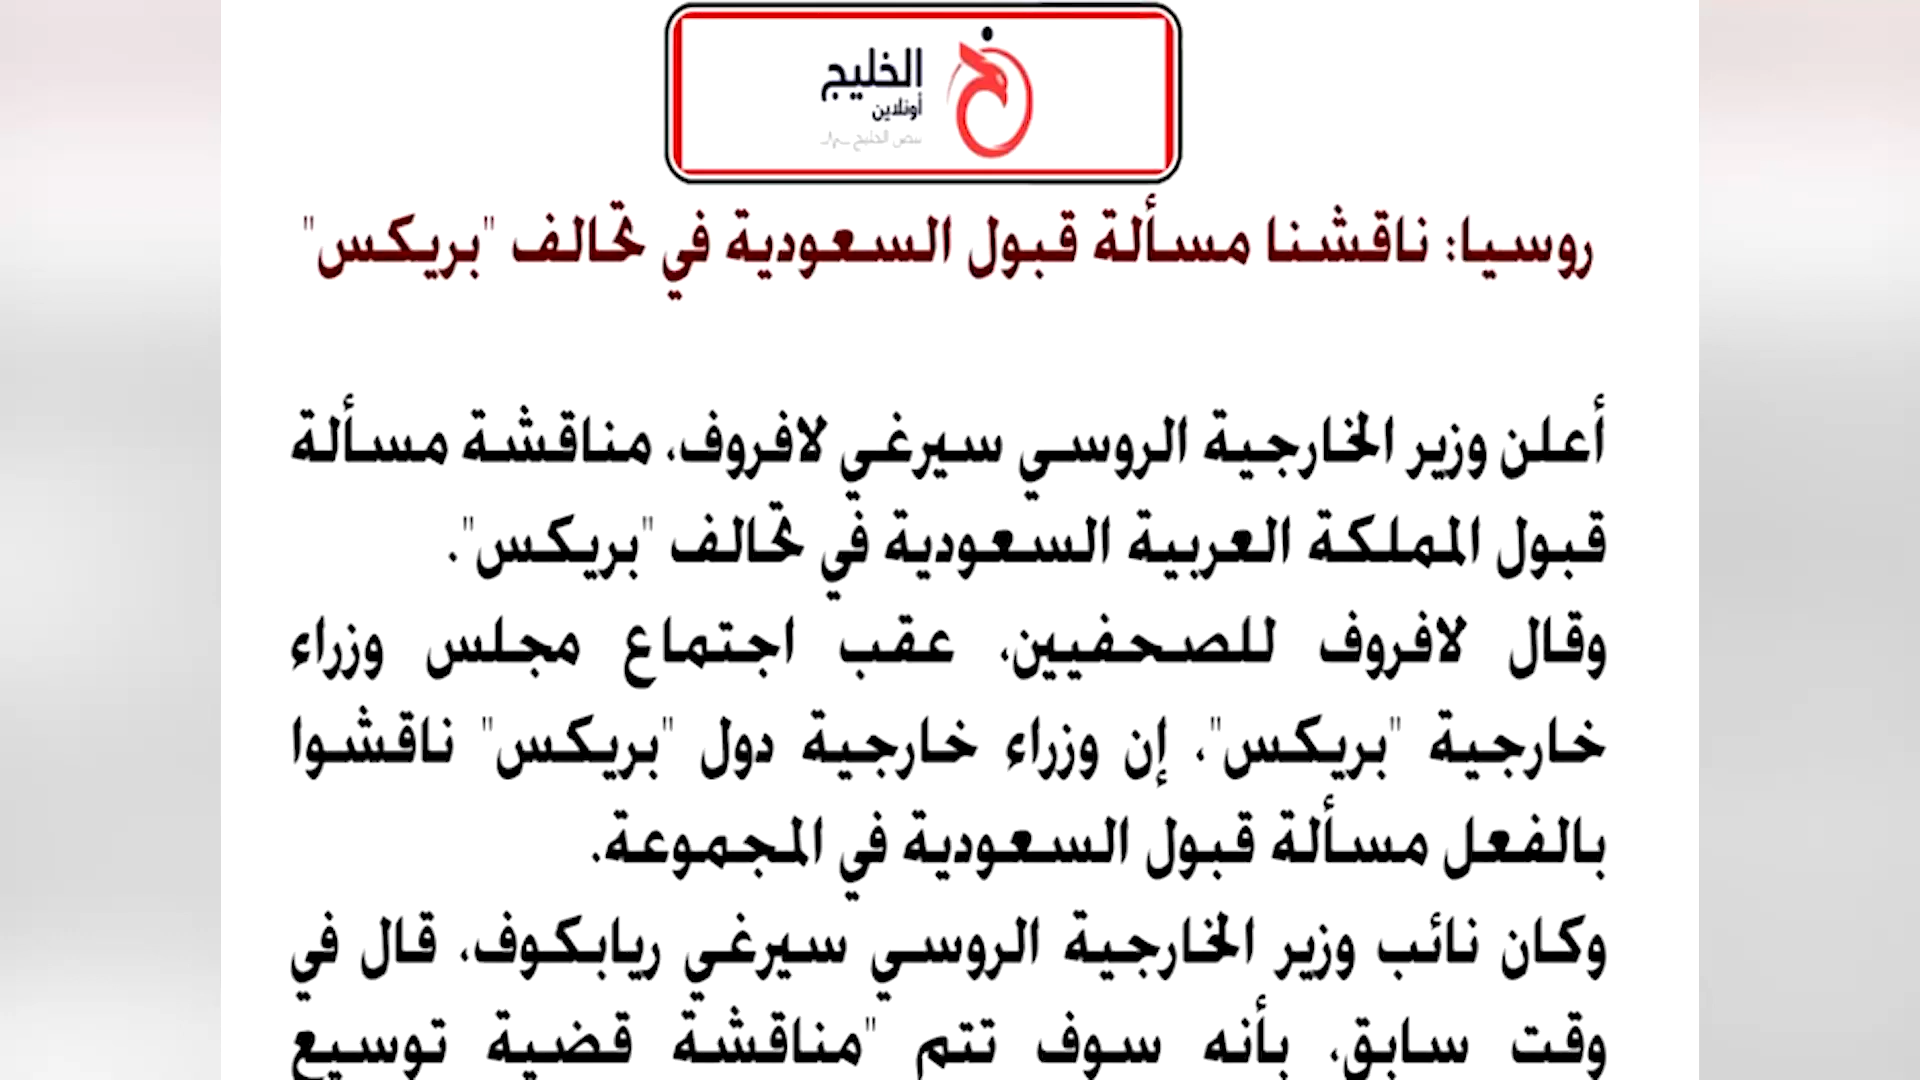 الخليج
أونلاين
نبض الخليج
روسيا: ناقشنا مسألة قبول السعودية في تحالف "بريكس"
أعلن وزير الخارجية الروسي سيرغي لافروف، مناقشة مسألة
قبول المملكة العربية السعودية في تحالف "بريكس".
وقال لافروف للصحفيين، عقب اجتماع مجلس وزراء
خارجية "بريكس"، إن وزراء خارجية دول "بريكس" ناقشوا
بالفعل مسألة قبول السعودية في المجموعة.
وكان نائب وزير الخارجية الروسي سيرغي ريابكوف، قال في
وقت سابق، بأنه سوف تتم "مناقشة قضية توسيع